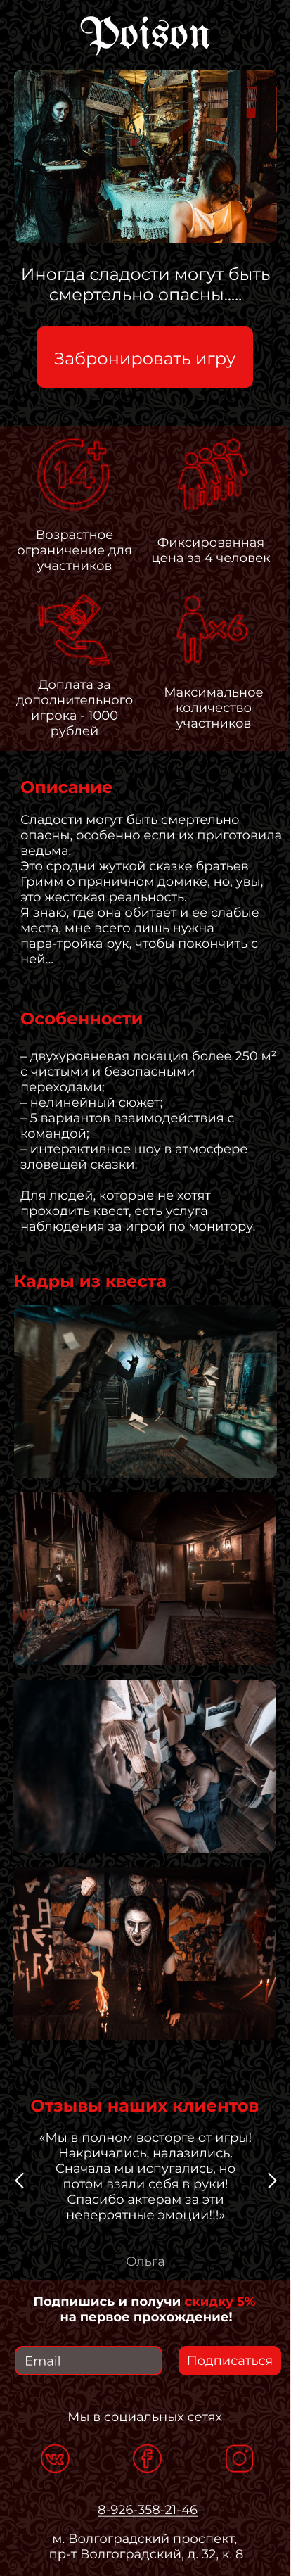 Poison
Иногда сладости могут быть
смертельно опасны.....
Забронировать игру
14+
Возрастное
ограничение для
участников
Фиксированная
цена за 4 человек
×6
Доплата за
дополнительного
игрока - 1000
рублей
Максимальное
количество
участников
Описание
Сладости могут быть смертельно
опасны, особенно если их приготовила
ведьма.
Это сродни жуткой сказке братьев
Гримм о пряничном домике, но, увы,
это жестокая реальность.
Я знаю, где она обитает и ее слабые
места, мне всего лишь нужна
пара-тройка рук, чтобы покончить с
ней...
Особенности
– двухуровневая локация более 250 м²
с чистыми и безопасными
переходами;
– нелинейный сюжет;
– 5 вариантов взаимодействия с
командой;
– интерактивное шоу в атмосфере
зловещей сказки.
Для людей, которые не хотят
проходить квест, есть услуга
наблюдения за игрой по монитору.
Кадры из квеста
Отзывы наших клиентов
«Мы в полном восторге от игры!
Накричались, налазились.
Сначала мы испугались, но
потом взяли себя в руки!
Спасибо актерам за эти
невероятные эмоции!!!»
Ольга
Подпишись и получи скидку 5%
на первое прохождение!
Email
Подписаться
Мы в социальных сетях
8-926-358-21-46
м. Волгоградский проспект,
пр-т Волгоградский, д. 32, к. 8